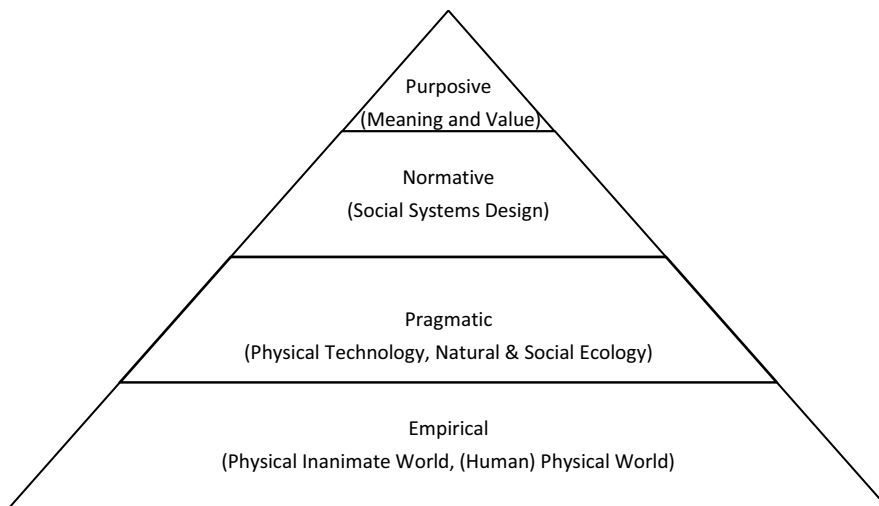 Purposive
(Meaning and Value)
Normative
(Social Systems Design)
Pragmatic
(Physical Technology, Natural & Social Ecology)
Empirical
(Physical Inanimate World, (Human) Physical World)